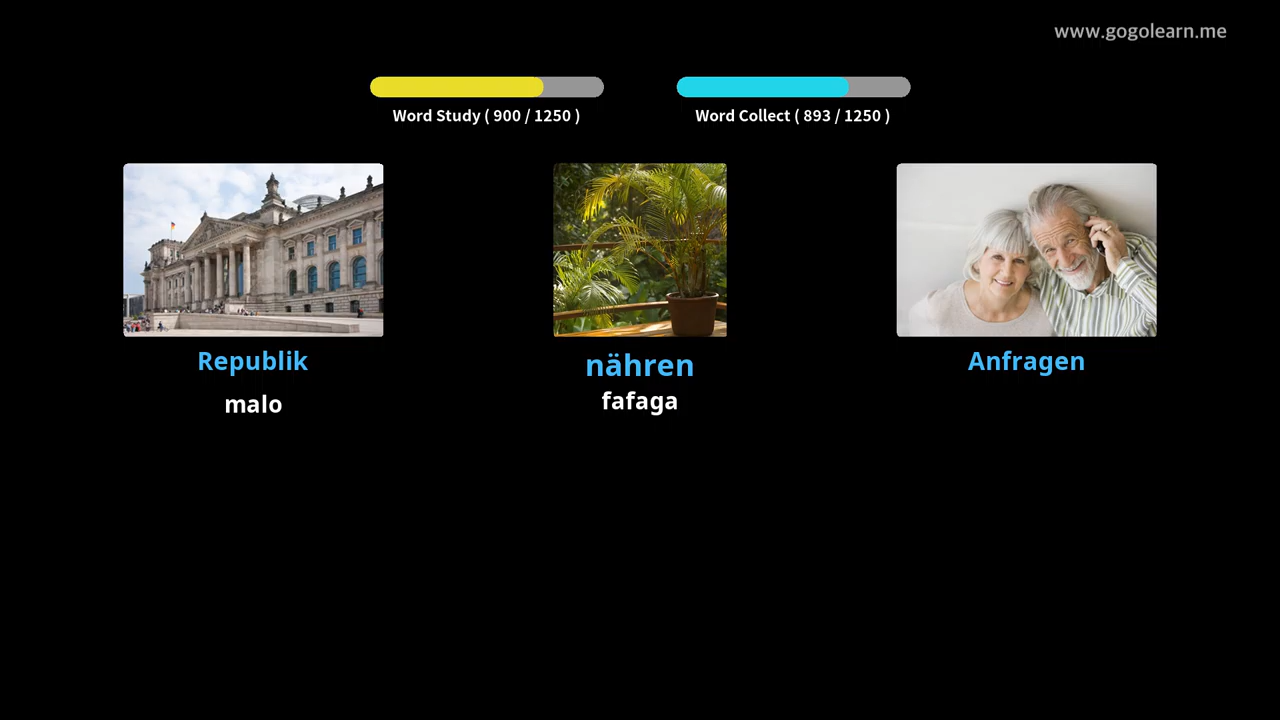 www.gogolearn.me
Word Study ( 900 / 1250 )
Word Collect ( 893 / 1250 )
Republik
malo
nähren
fafaga
Anfragen